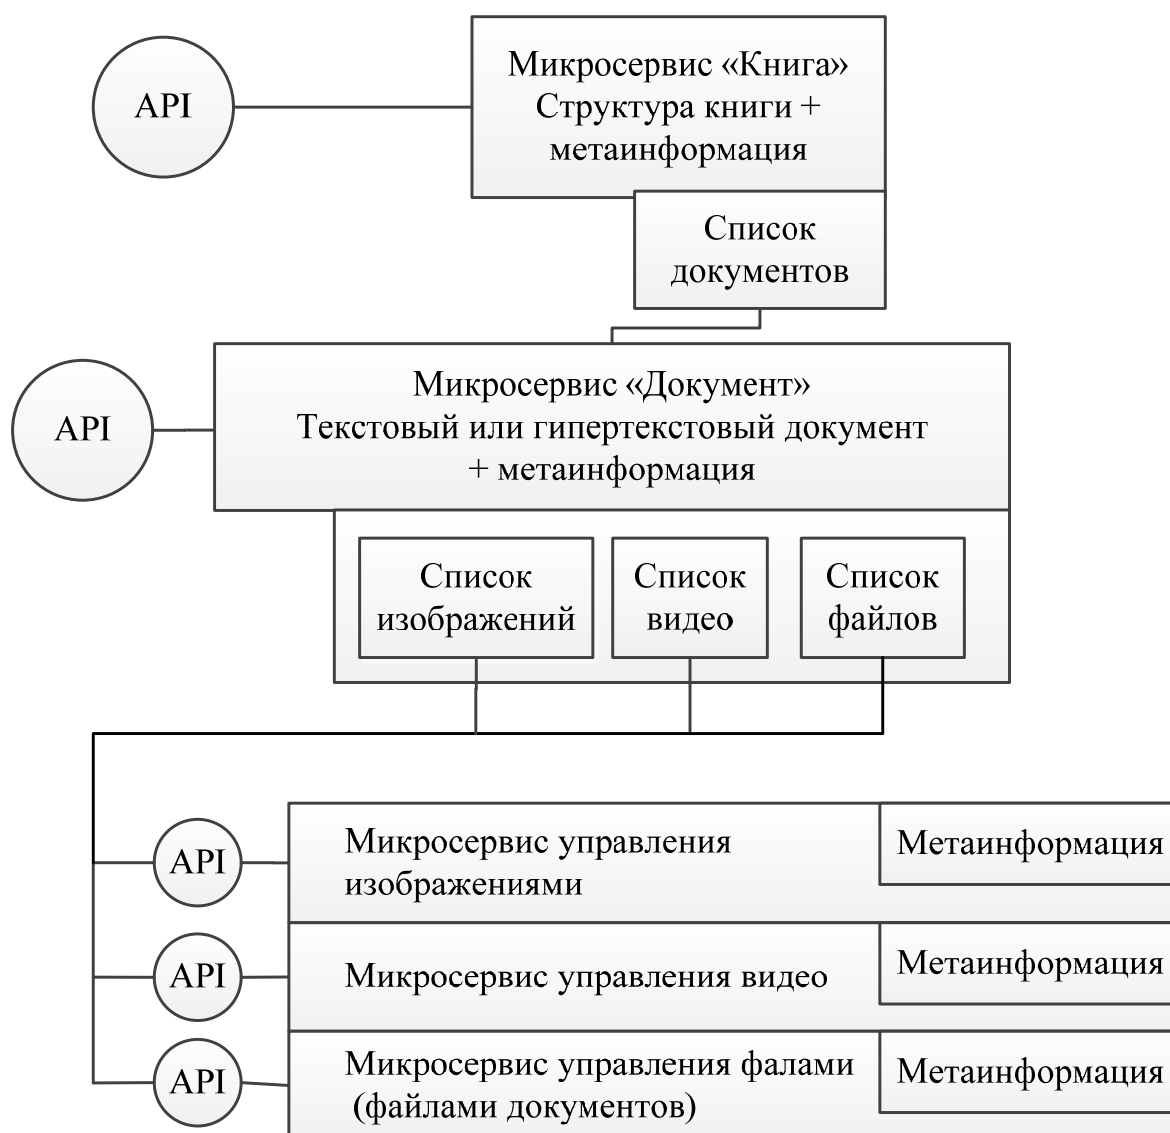 API
Микросервис «Книга»
Структура книги +
метаинформация
Список
документов
API
Микросервис «Документ»
Текстовый или гипертекстовый документ
+ метаинформация
Список
изображений
Список
видео
Список
файлов
API
Микросервис управления
изображениями
Метаинформация
API
Микросервис управления видео
Метаинформация
API
Микросервис управления фалами
(файлами документов)
Метаинформация